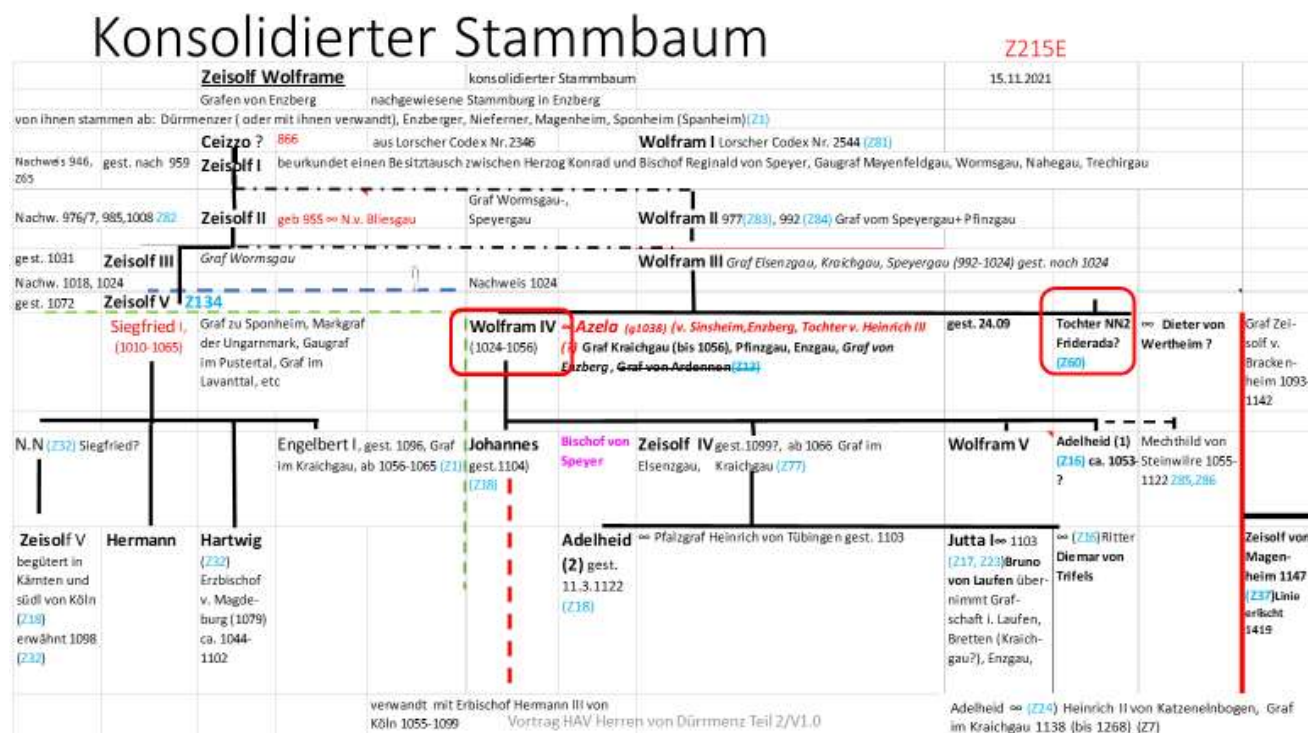 Konsolidierter Stammbaum
Z215E
Zeisolf Wolframe konsolidierter Stammbaum 15.11.2021
Grafen von Enzberg nachgewiesene Stammburg in Enzberg
von ihnen stammen ab: Dürrmenzer ( oder mit ihnen verwandt), Enzberger, Nieferner, Magenheim, Sponheim (Spanheim)(Z1)
Ceizzo ? 866 aus Lorscher Codex Nr.2346 Wolfram I Lorscher Codex Nr. 2544 (Z81)
Nachweis 946,
Z65
gest. nach 959
Zeisolf I
beurkundet einen Besitztausch zwischen Herzog Konrad und Bischof Reginald von Speyer, Gaugraf Mayenfeldgau, Wormsgau, Nahegau, Trechirgau
Nachw. 976/7, 985,1008 Z82
Zeisolf II
geb 955 ∞ N.v. Bliesgau
Graf Wormsgau-,
Speyergau
Wolfram II 977(Z83), 992 (Z84) Graf vom Speyergau+ Pfinzgau
gest. 1031
Zeisolf III
Graf Wormsgau
Wolfram III Graf Elsenzgau, Kraichgau, Speyergau (992-1024) gest. nach 1024
Nachw. 1018, 1024
Nachweis 1024
gest. 1072
Zeisolf V Z134
Siegfried I,
(1010-1065)
Graf zu Sponheim, Markgraf
der Ungarnmark, Gaugraf
im Pustertal, Graf im
Lavanttal, etc
Wolfram IV
(1024-1056)
∞ Azela (g1038) (v. Sinsheim,Enzberg, Tochter v. Heinrich III
(?) Graf Kraichgau (bis 1056), Pfinzgau, Enzgau, Graf von
Enzberg , Graf von Ardennen(Z13)
gest. 24.09
Tochter NN2
Friderada?
(Z60)
∞ Dieter von
Wertheim ?
Graf Zei-
solf v.
Bracken-
heim 1093-
1142
N.N (Z32) Siegfried?
Engelbert I, gest. 1096, Graf
im Kraichgau, ab 1056-1065 (Z1)
Johannes
gest.1104)
(Z18)
Bischof von
Speyer
Zeisolf IV gest.1099?, ab 1066 Graf im
Elsenzgau, Kraichgau (Z77)
Wolfram V
Adelheid (1)
(Z16) ca. 1053-
?
Mechthild von
Steinwilre 1055-
1122 Z85,Z86
Zeisolf V
begütert in
Kärnten und
südl von Köln
(Z18)
erwähnt 1098
(Z32)
Hermann
Hartwig
(Z32)
Erzbischof
v. Magde-
burg (1079)
ca. 1044-
1102
Adelheid
(2) gest.
11.3.1122
(Z18)
∞ Pfalzgraf Heinrich von Tübingen gest. 1103
Jutta I∞ 1103
(Z17, Z23)Bruno
von Laufen über-
nimmt Graf-
schaft i. Laufen,
Bretten (Kraich-
gau?), Enzgau,
∞ (Z16)Ritter
Diemar von
Trifels
Zeisolf von
Magen-
heim 1147
(Z37)Linie
erlischt
1419
verwandt mit Erbischof Hermann III von
Köln 1055-1099
Vortrag HAV Herren von Dürrmenz Teil 2/V1.0
Adelheid ∞ (Z24) Heinrich II von Katzenelnbogen, Graf
im Kraichgau 1138 (bis 1268) (Z7)